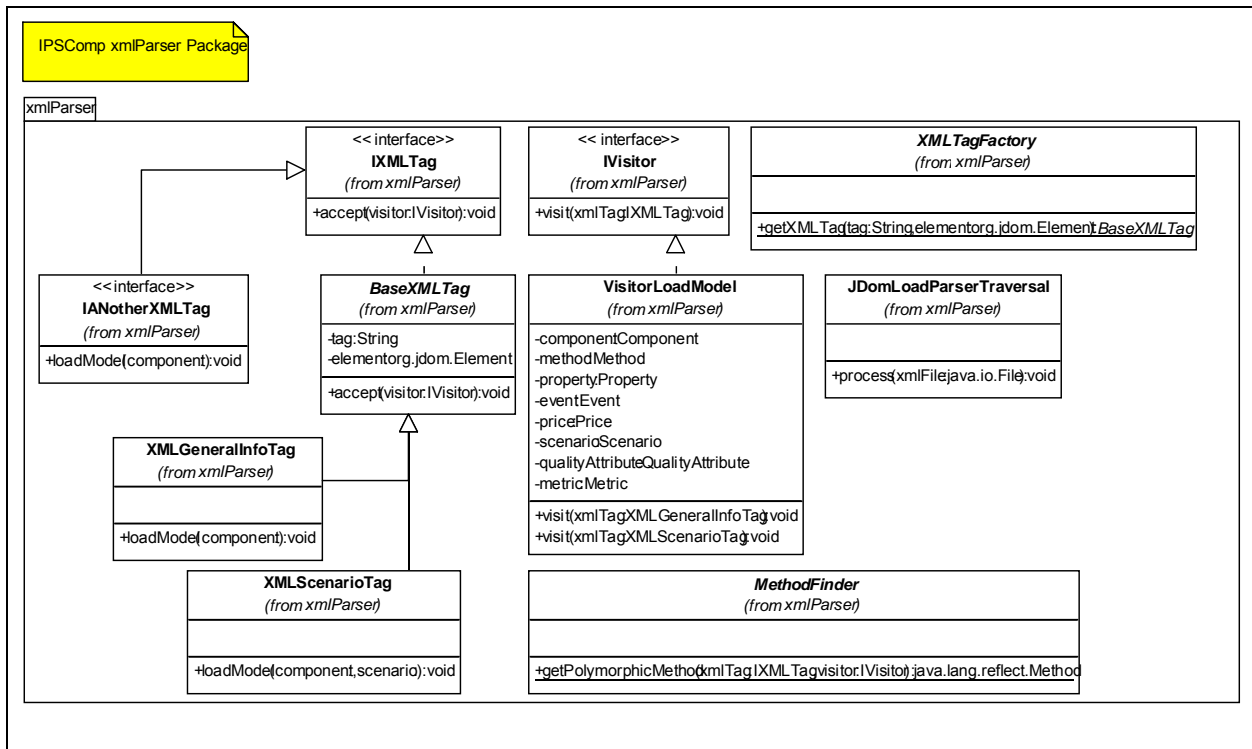 IPSComp xmlParser Package
xmlParser
<< interface>>
IXMLTag
(from xmlParser)
+accept(visitor:IVisitor):void
<< interface>>
IVisitor
(from xmlParser)
+visit(xmlTag:IXMLTag):void
XMLTagFactory
(from xmlParser)
+getXMLTag(tag:String,element:org.jdom.Element):BaseXMLTag
<< interface>>
IANotherXMLTag
(from xmlParser)
+loadModel(component):void
BaseXMLTag
(from xmlParser)
-tag:String
-element:org.jdom.Element
+accept(visitor:IVisitor):void
VisitorLoadModel
(from xmlParser)
-component:Component
-method:Method
-property:Property
-event:Event
-price:Price
-scenario:Scenario
-qualityAttribute:QualityAttribute
-metric:Metric
+visit(xmlTag:XMLGeneralInfoTag):void
+visit(xmlTag:XMLScenarioTag):void
JDomLoadParserTraversal
(from xmlParser)
+process(xmlFile:java.io.File):void
XMLGeneralInfoTag
(from xmlParser)
+loadModel(component):void
XMLScenarioTag
(from xmlParser)
+loadModel(component,scenario):void
MethodFinder
(from xmlParser)
+getPolymorphicMethod(xmlTag:IXMLTag,visitor:IVisitor):java.lang.reflect.Method